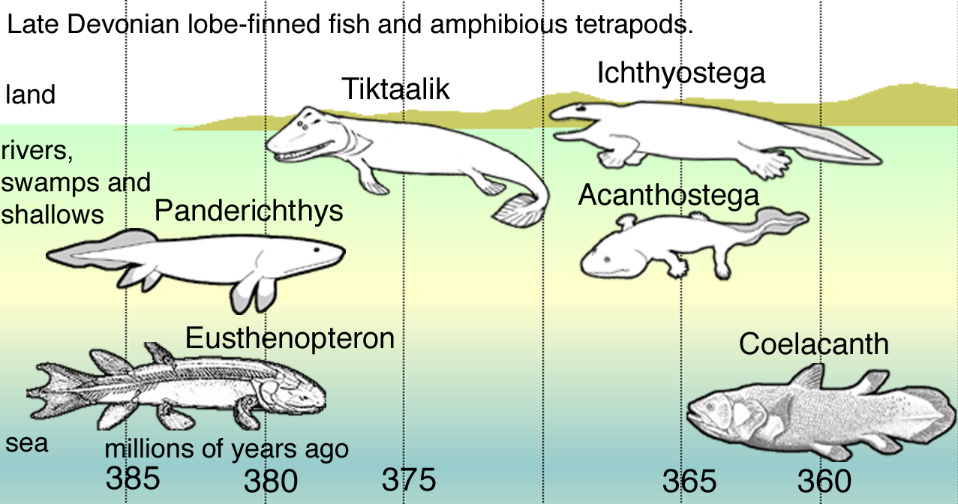 Late Devonian lobe-finned fish and amphibious tetrapods.
Ichthyostega
Tiktaalik
land
rivers,
swamps and
shallows
Acanthostega
Panderichthys
Eusthenopteron
Coelacanth
sea
millions of years ago
385 380 375 365 360